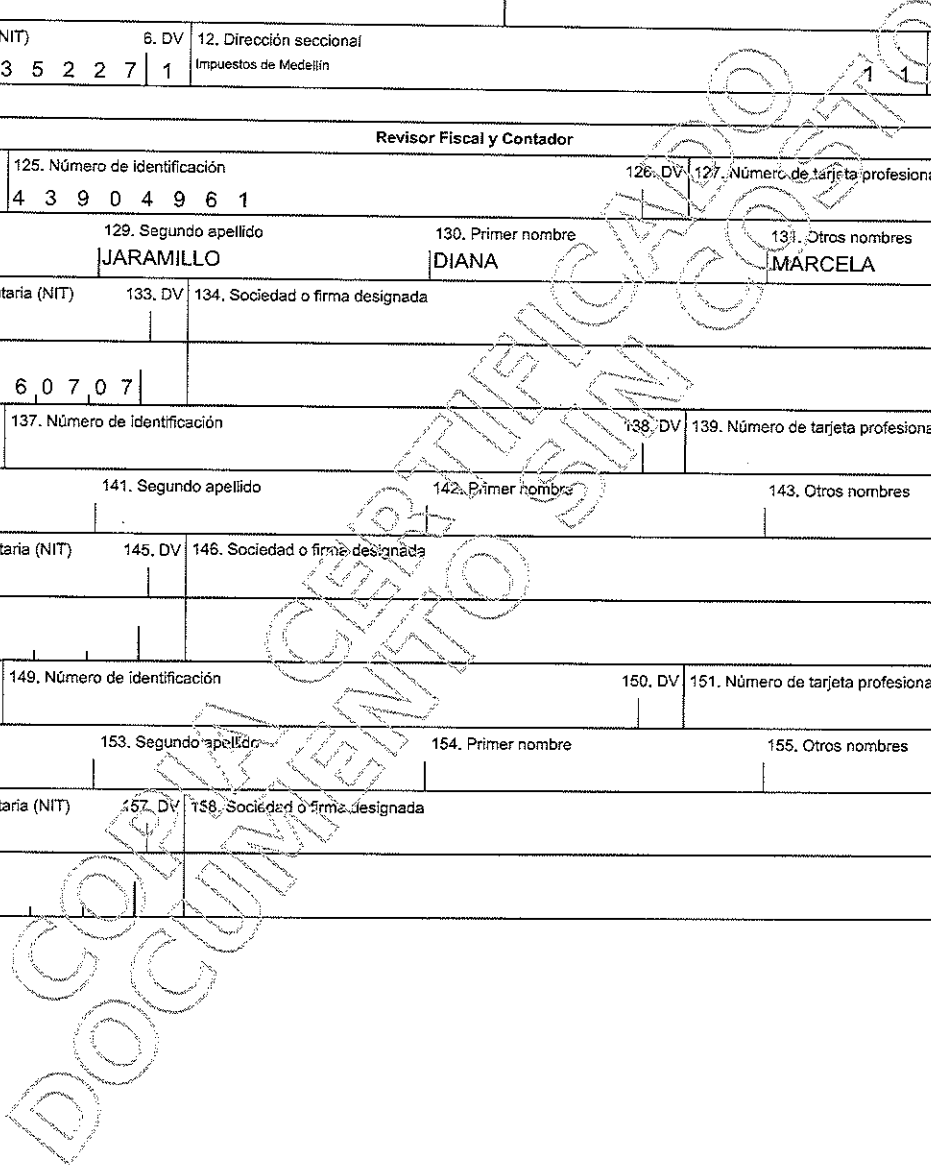 NIT) 6. DV 12. Dirección seccional
3 5 2 2 7 1 Impuestos de Medellín 1 1
Revisor Fiscal y Contador
125. Número de identificación 126. DV 127. Número de tarjeta profesiona
4 3 9 0 4 9 6 1
129. Segundo apellido 130. Primer nombre 131. Otros nombres
JARAMILLO DIANA MARCELA
taria (NIT) 133. DV 134. Sociedad o firma designada
6 0 7 0 7
137. Número de identificación 138. DV 139. Número de tarjeta profesiona
141. Segundo apellido 142. Primer nombre 143. Otros nombres
taria (NIT) 145. DV 146. Sociedad o firma designada
149. Número de identificación 150. DV 151. Número de tarjeta profesiona
153. Segundo apellido 154. Primer nombre 155. Otros nombres
taria (NIT) 157. DV 158. Sociedad o firma designada
COPIA CERTIFICADO
DOCUMENTO SIN COSTO